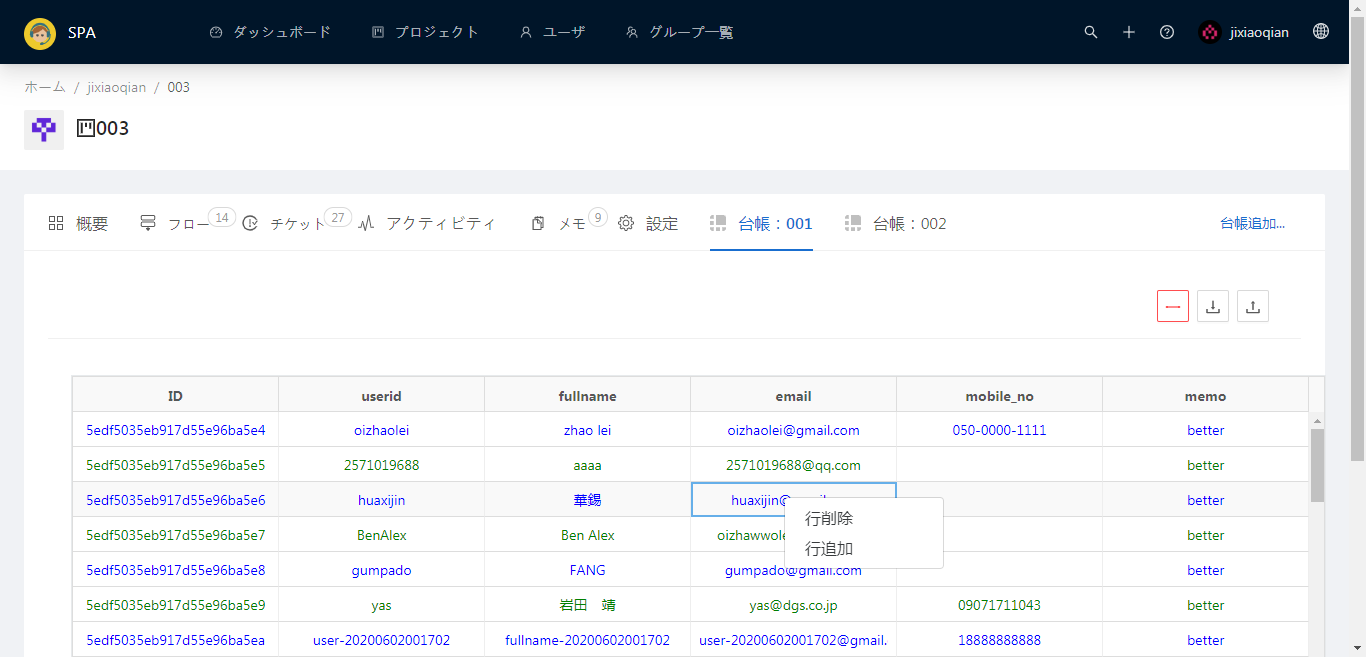 SPA ダッシュボード プロジェクト ユーザ グループ一覧 jixiaoqian
ホーム / jixiaoqian / 003
003
概要 フロー 14 チケット 27 アクティビティ メモ 9 設定 台帳：001 台帳：002 台帳追加...
ID userid fullname email mobile_no memo
5edf5035eb917d55e96ba5e4 oizhaolei zhao lei oizhaolei@gmail.com 050-0000-1111 better
5edf5035eb917d55e96ba5e5 2571019688 aaaa 2571019688@qq.com better
5edf5035eb917d55e96ba5e6 huaxijin 華錫 huaxijin@ better
行削除
5edf5035eb917d55e96ba5e7 BenAlex Ben Alex oizhawwole better
行追加
5edf5035eb917d55e96ba5e8 gumpado FANG gumpado@gmail.com better
5edf5035eb917d55e96ba5e9 yas 岩田　靖 yas@dgs.co.jp 09071711043 better
5edf5035eb917d55e96ba5ea user-20200602001702 fullname-20200602001702 user-20200602001702@gmail. 18888888888 better